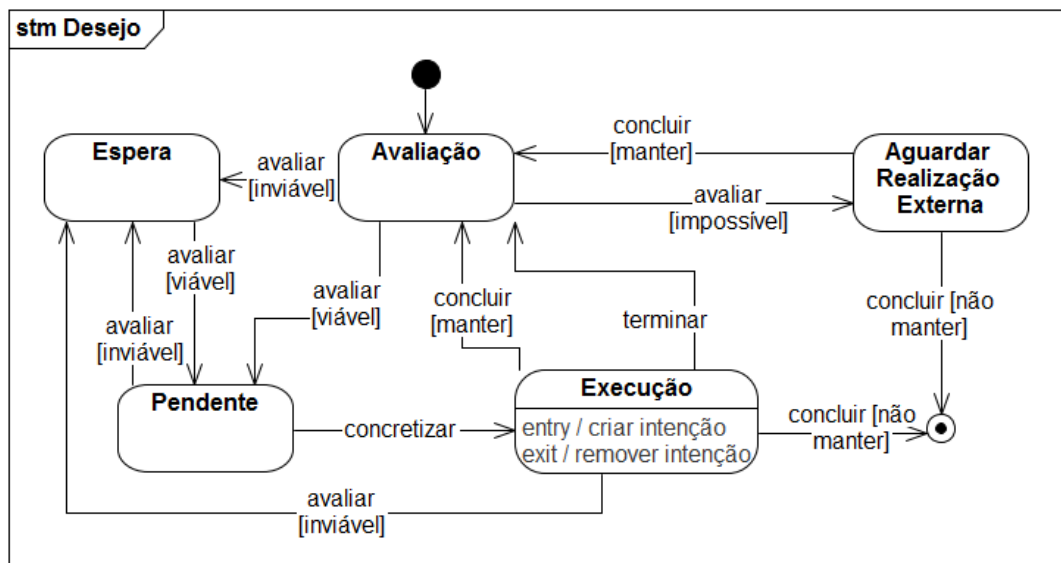 stm Desejo
Espera
avaliar
[inviável]
Avaliação
concluir
[manter]
avaliar
[impossível]
Aguardar
Realização
Externa
avaliar
[viável]
avaliar
[inviável]
avaliar
[viável]
concluir
[manter]
terminar
concluir [não
manter]
Pendente
concretizar
Execução
entry / criar intenção
exit / remover intenção
concluir [não
manter]
avaliar
[inviável]